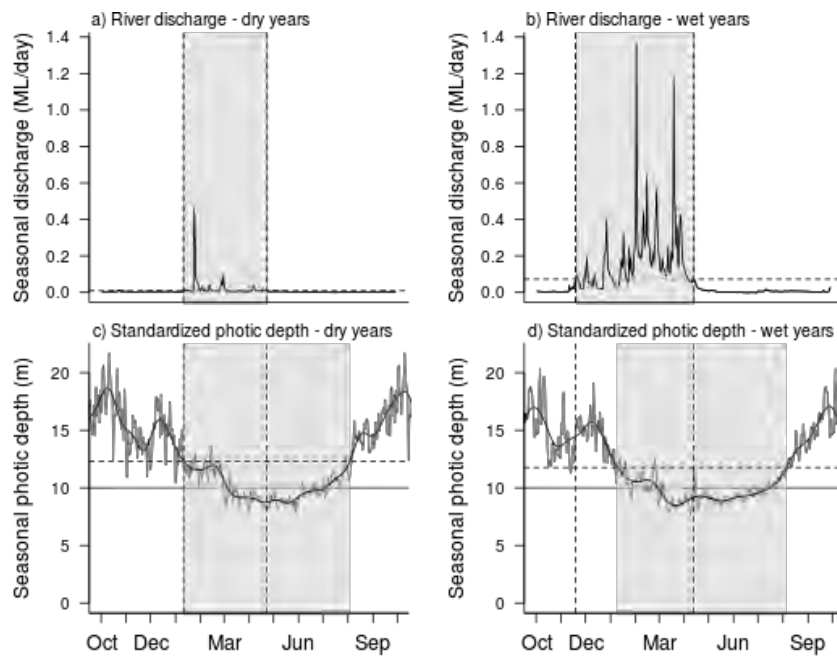 a) River discharge - dry years
b) River discharge - wet years
Seasonal discharge (ML/day)
1.4
1.2
1.0
0.8
0.6
0.4
0.2
0.0
Seasonal discharge (ML/day)
1.4
1.2
1.0
0.8
0.6
0.4
0.2
0.0
c) Standardized photic depth - dry years
d) Standardized photic depth - wet years
Seasonal photic depth (m)
20
15
10
5
0
Seasonal photic depth (m)
20
15
10
5
0
Oct Dec Mar Jun Sep
Oct Dec Mar Jun Sep